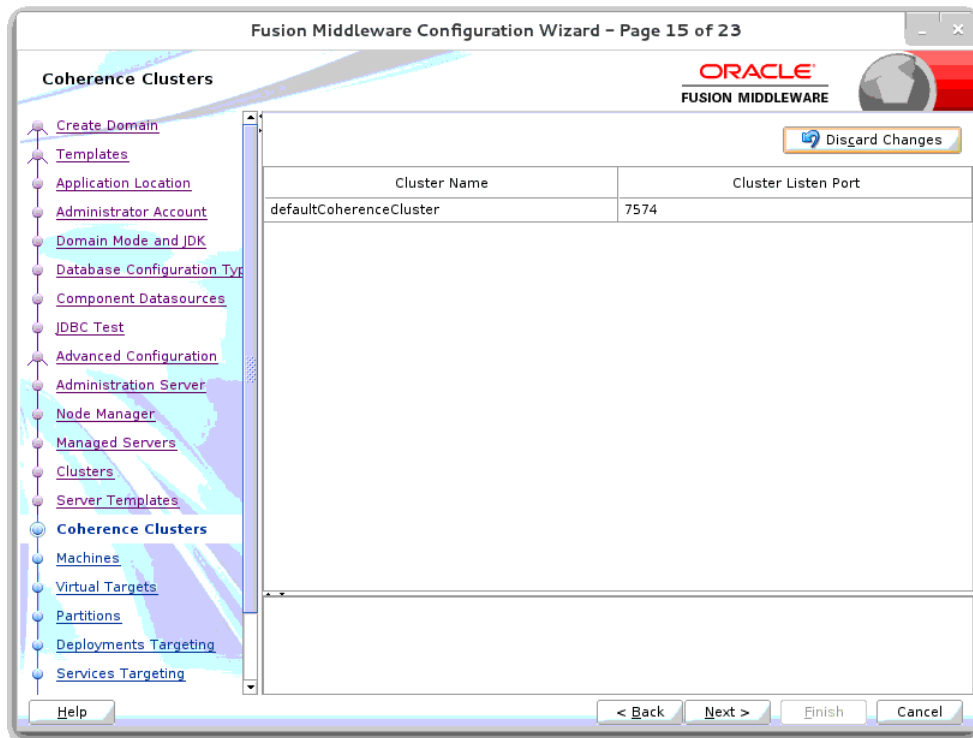 Fusion Middleware Configuration Wizard – Page 15 of 23
Coherence Clusters
ORACLE
FUSION MIDDLEWARE
Create Domain
Templates
Application Location
Administrator Account
Domain Mode and JDK
Database Configuration Typ
Component Datasources
JDBC Test
Advanced Configuration
Administration Server
Node Manager
Managed Servers
Clusters
Server Templates
Coherence Clusters
Machines
Virtual Targets
Partitions
Deployments Targeting
Services Targeting
Discard Changes
Cluster Name Cluster Listen Port
defaultCoherenceCluster 7574
Help < Back Next > Finish Cancel